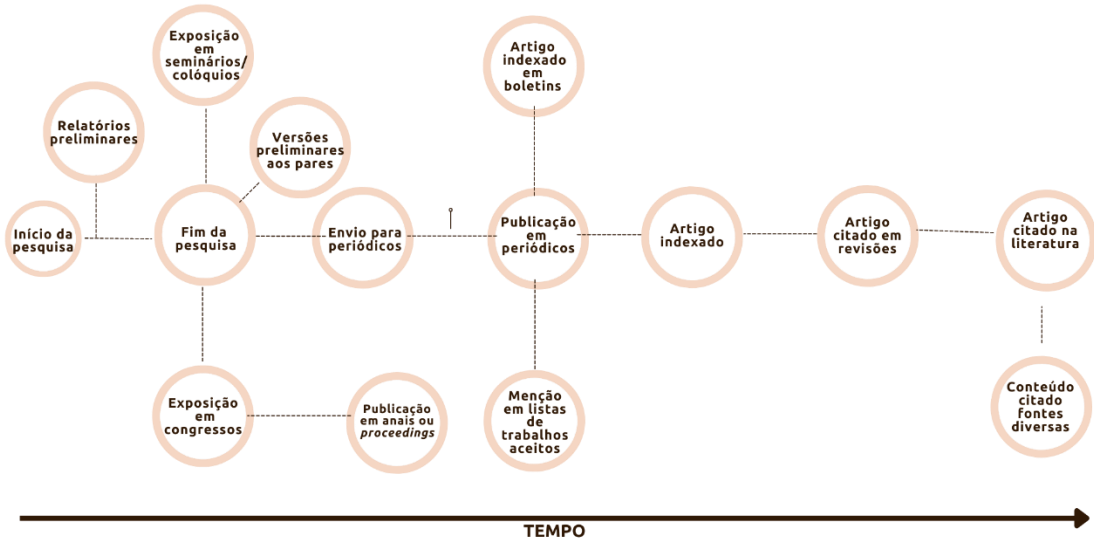 Exposição
em
seminários/
colóquios
Artigo
indexado
em
boletins
Relatórios
preliminares
Versões
preliminares
aos pares
Início da
pesquisa
Fim da
pesquisa
Envio para
periódicos
Publicação
em
periódicos
Artigo
indexado
Artigo
citado em
revisões
Artigo
citado na
literatura
Exposição
em
congressos
Publicação
em anais ou
proceedings
Menção
em listas
de
trabalhos
aceitos
Conteúdo
citado
fontes
diversas
TEMPO